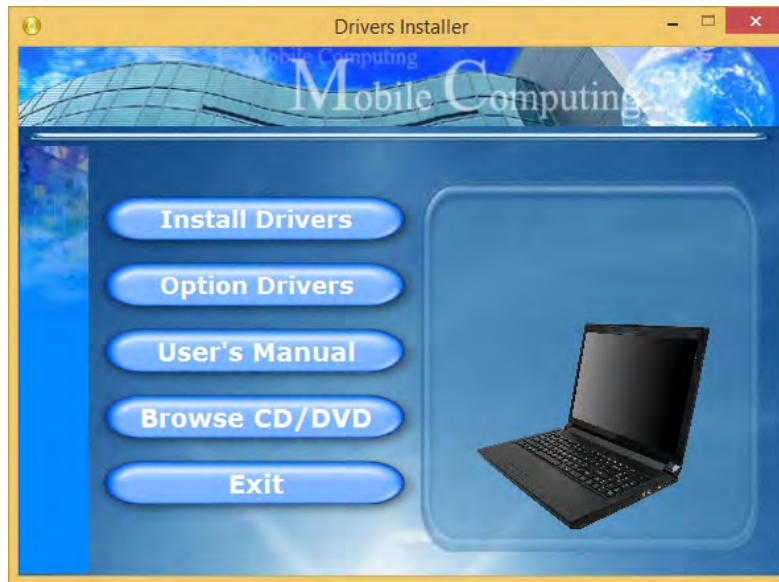 Drivers Installer
Mobile Computing
Mobile Computing
Install Drivers
Option Drivers
User's Manual
Browse CD/DVD
Exit